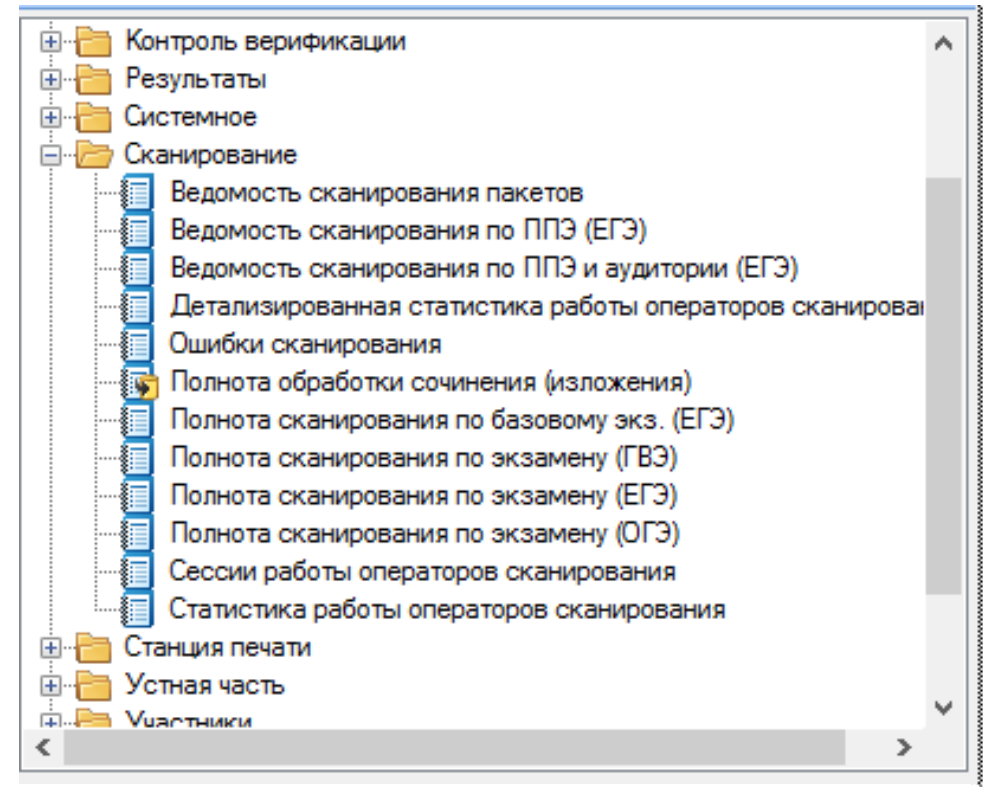 Контроль верификации
Результаты
Системное
Сканирование
Ведомость сканирования пакетов
Ведомость сканирования по ППЭ (ЕГЭ)
Ведомость сканирования по ППЭ и аудитории (ЕГЭ)
Детализированная статистика работы операторов сканирован
Ошибки сканирования
Полнота обработки сочинения (изложения)
Полнота сканирования по базовому экз. (ЕГЭ)
Полнота сканирования по экзамену (ГВЭ)
Полнота сканирования по экзамену (ЕГЭ)
Полнота сканирования по экзамену (ОГЭ)
Сессии работы операторов сканирования
Статистика работы операторов сканирования
Станция печати
Устная часть
Участники